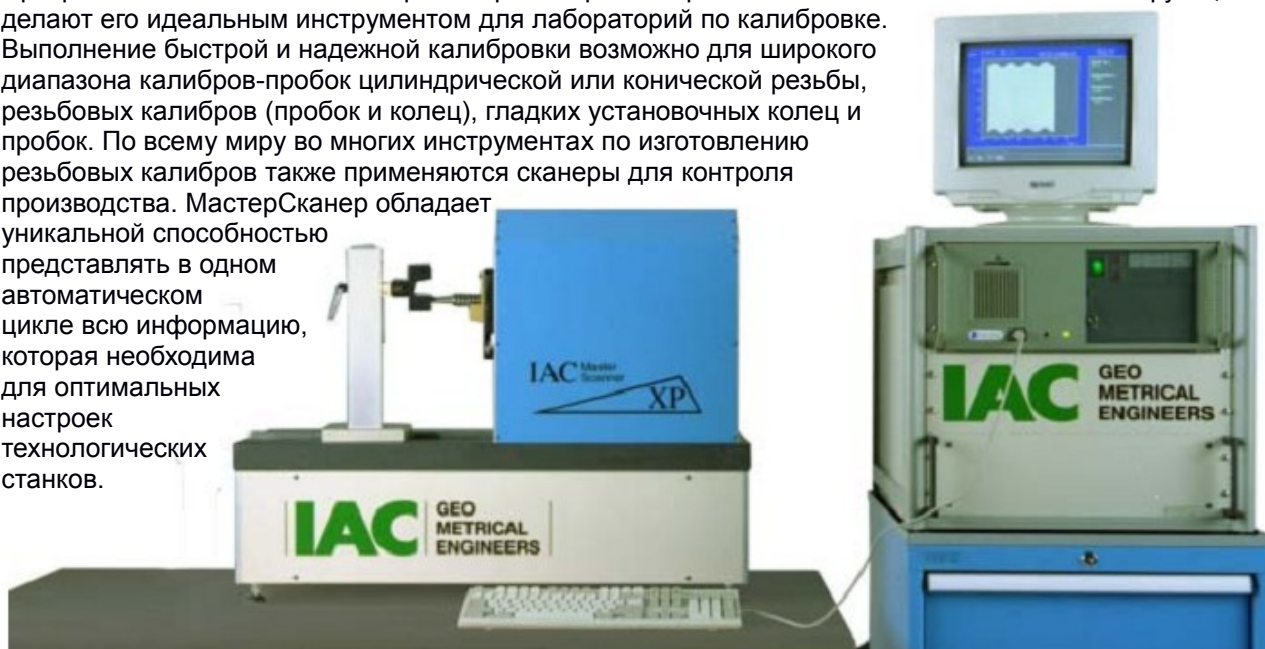 делают его идеальным инструментом для лабораторий по калибровке.
Выполнение быстрой и надежной калибровки возможно для широкого
диапазона калибров-пробок цилиндрической или конической резьбы,
резьбовых калибров (пробок и колец), гладких установочных колец и
пробок. По всему миру во многих инструментах по изготовлению
резьбовых калибров также применяются сканеры для контроля
производства. МастерСканер обладает
уникальной способностью
представлять в одном
автоматическом
цикле всю информацию,
которая необходима
для оптимальных
настроек
технологических
станков.
IAC Master Scanner
XP
IAC GEO
METRICAL
ENGINEERS
IAC GEO
METRICAL
ENGINEERS